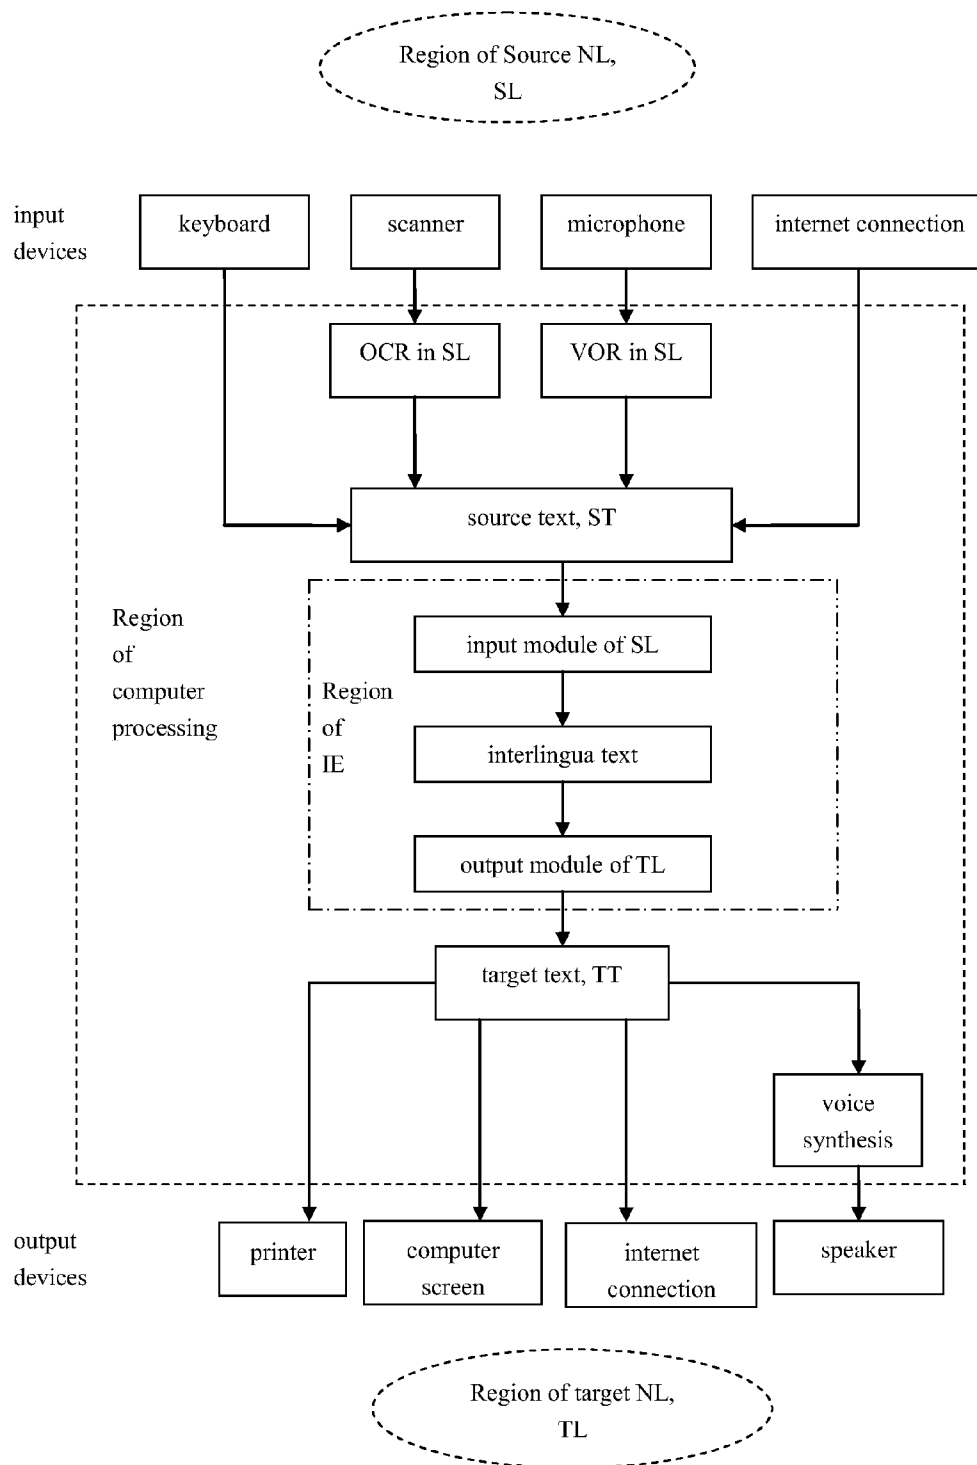 Region of Source NL,
SL
input
devices
keyboard
scanner
microphone
internet connection
OCR in SL
VOR in SL
source text, ST
Region
of
computer
processing
input module of SL
Region
of
IE
interlingua text
output module of TL
target text, TT
voice
synthesis
output
devices
printer
computer
screen
internet
connection
speaker
Region of target NL,
TL